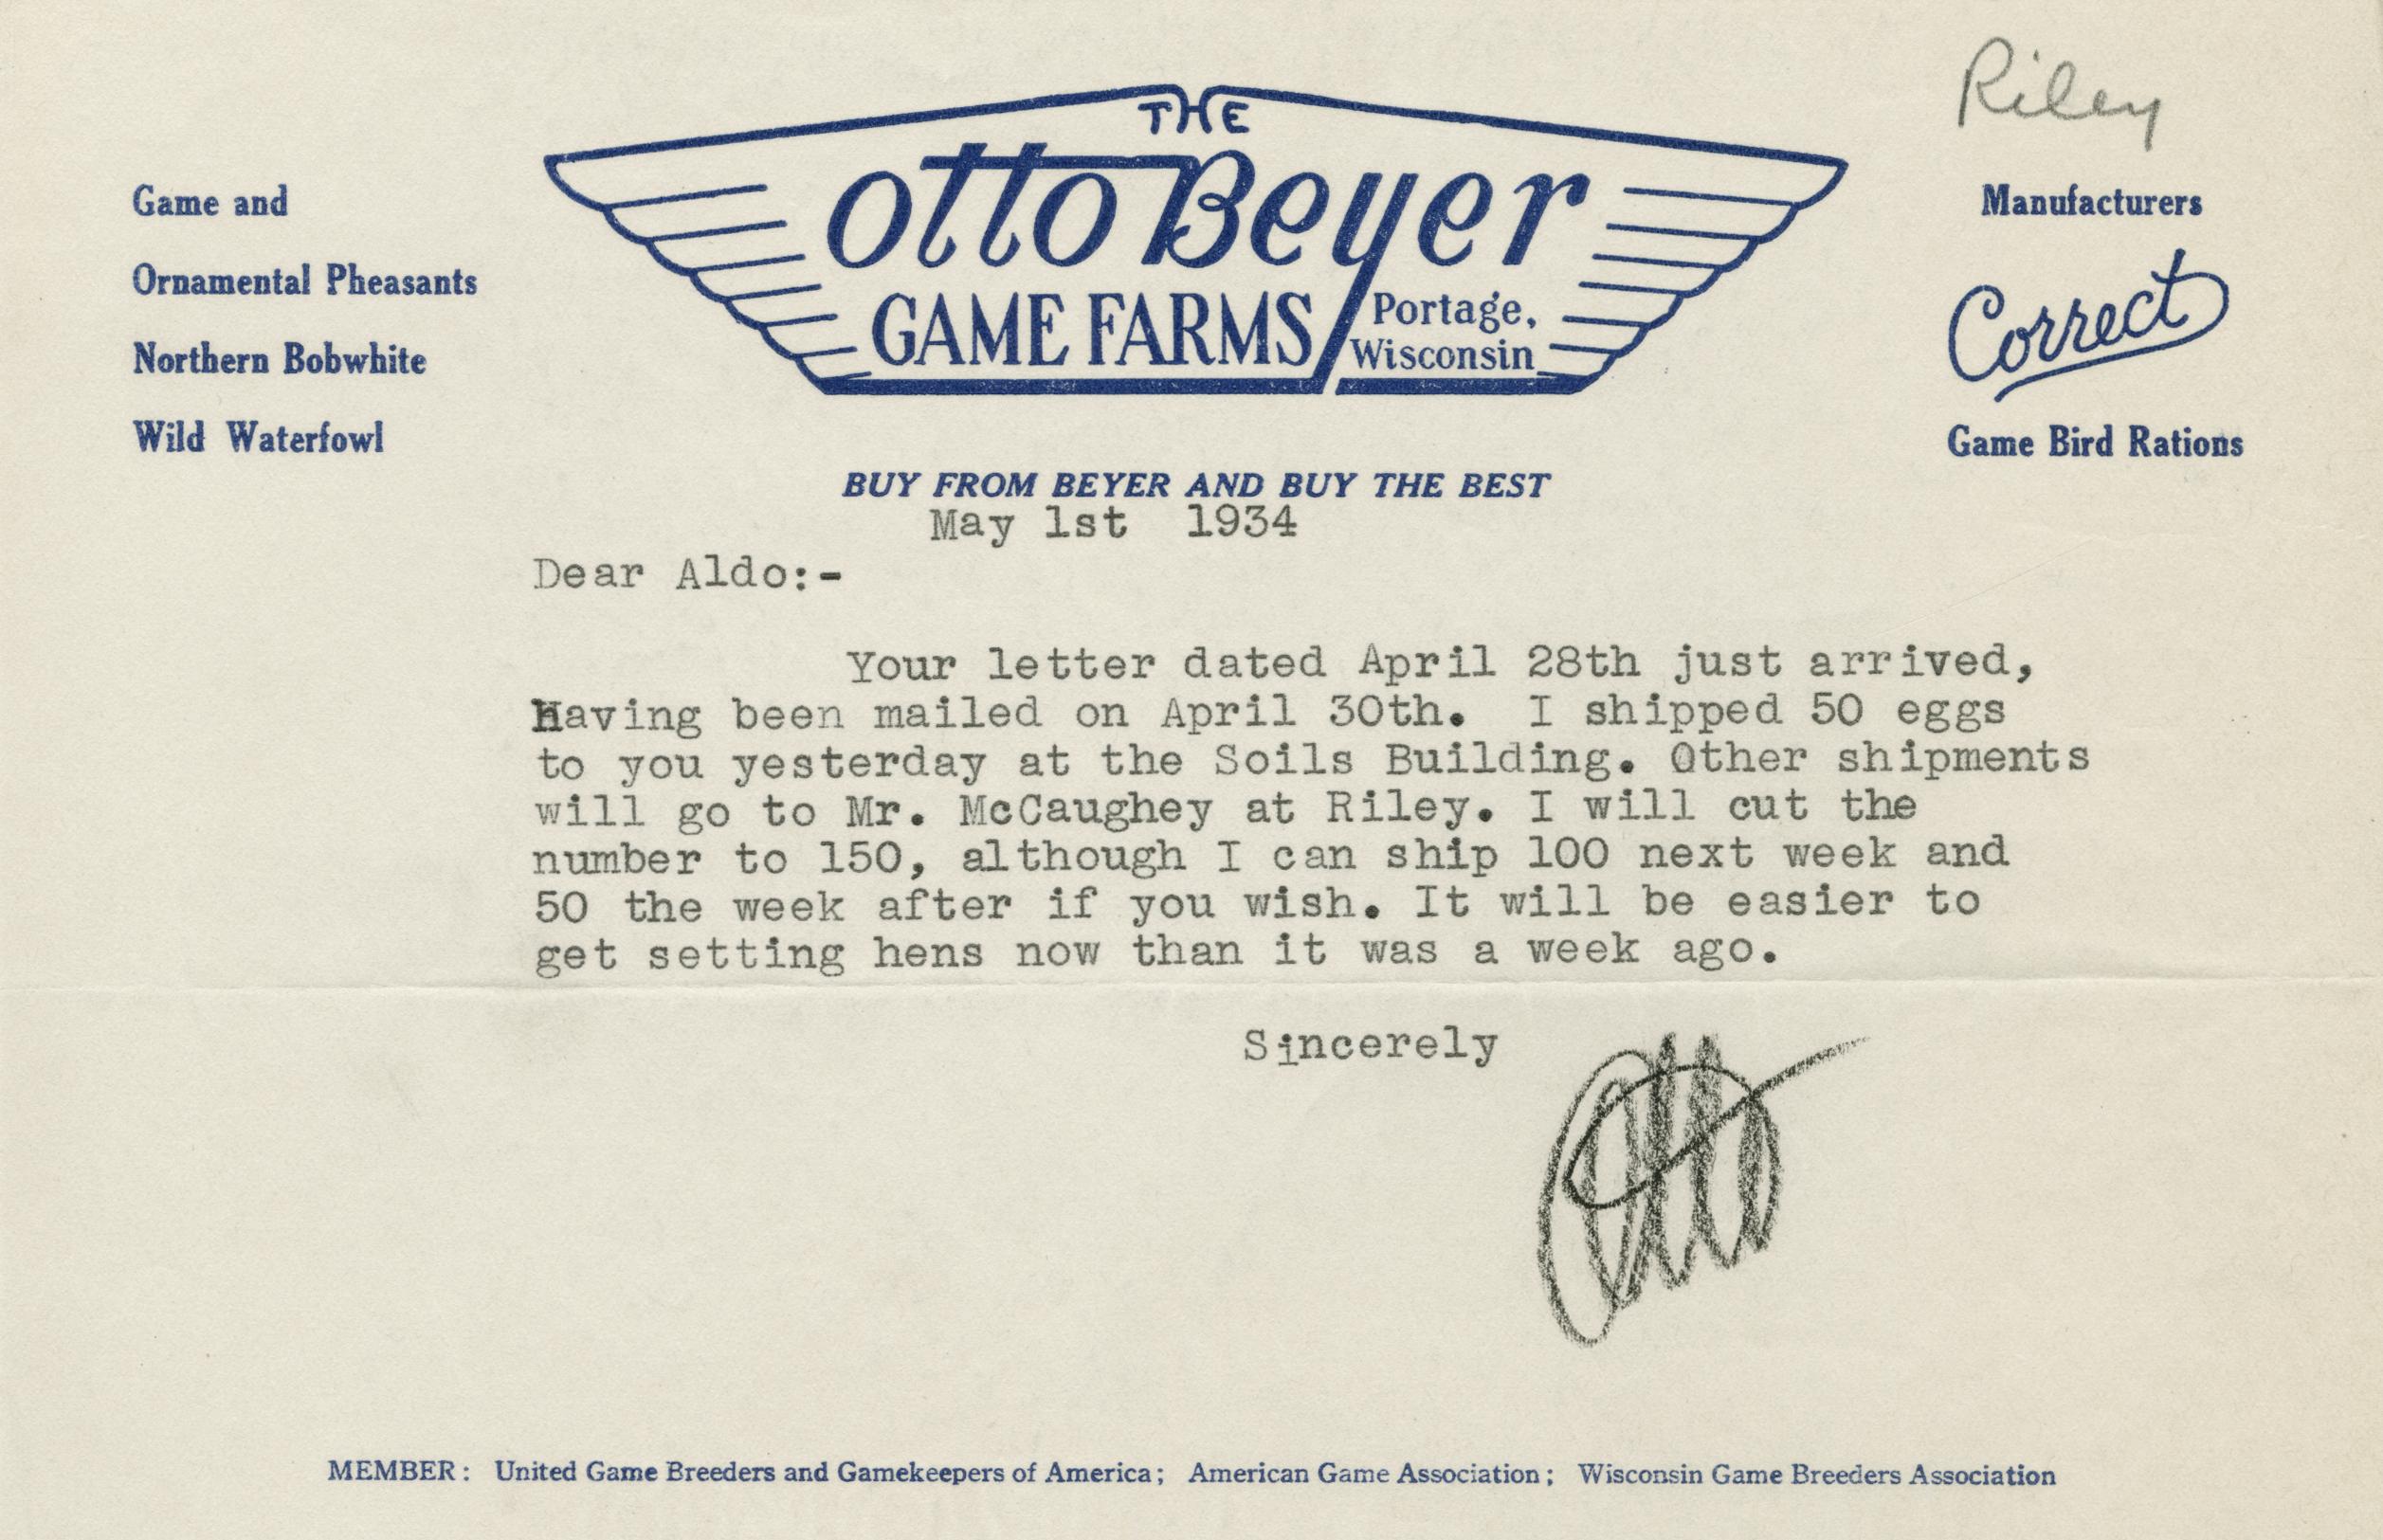 Riley
THE
Otto Beyer
GAME FARMS
Portage,
Wisconsin
Game and
Ornamental Pheasants
Northern Bobwhite
Wild Waterfowl
Manufacturers
Correct
Game Bird Rations
BUY FROM BEYER AND BUY THE BEST
May 1st 1934
Dear Aldo:-
Your letter dated April 28th just arrived,
Having been mailed on April 30th. I shipped 50 eggs
to you yesterday at the Soils Building. Other shipments
will go to Mr. McCaughey at Riley. I will cut the
number to 150, although I can ship 100 next week and
50 the week after if you wish. It will be easier to
get setting hens now than it was a week ago.
Sincerely
Otto
MEMBER: United Game Breeders and Gamekeepers of America; American Game Association; Wisconsin Game Breeders Association